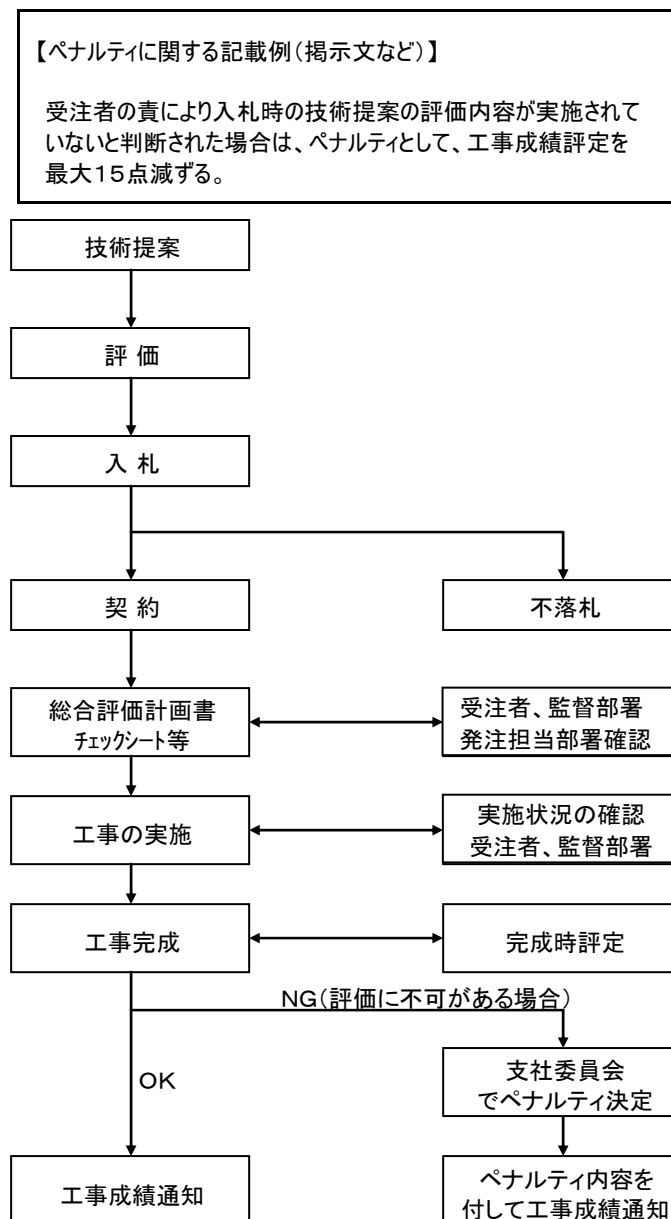 【ペナルティに関する記載例(掲示文など)】
受注者の責により入札時の技術提案の評価内容が実施されて
いないと判断された場合は、ペナルティとして、工事成績評定を
最大15点減ずる。
技術提案
評 価
入 札
契 約
不落札
総合評価計画書
チェックシート等
受注者、監督部署
発注担当部署確認
工事の実施
実施状況の確認
受注者、監督部署
工事完成
完成時評定
NG(評価に不可がある場合)
OK
支社委員会
でペナルティ決定
工事成績通知
ペナルティ内容を
付して工事成績通知